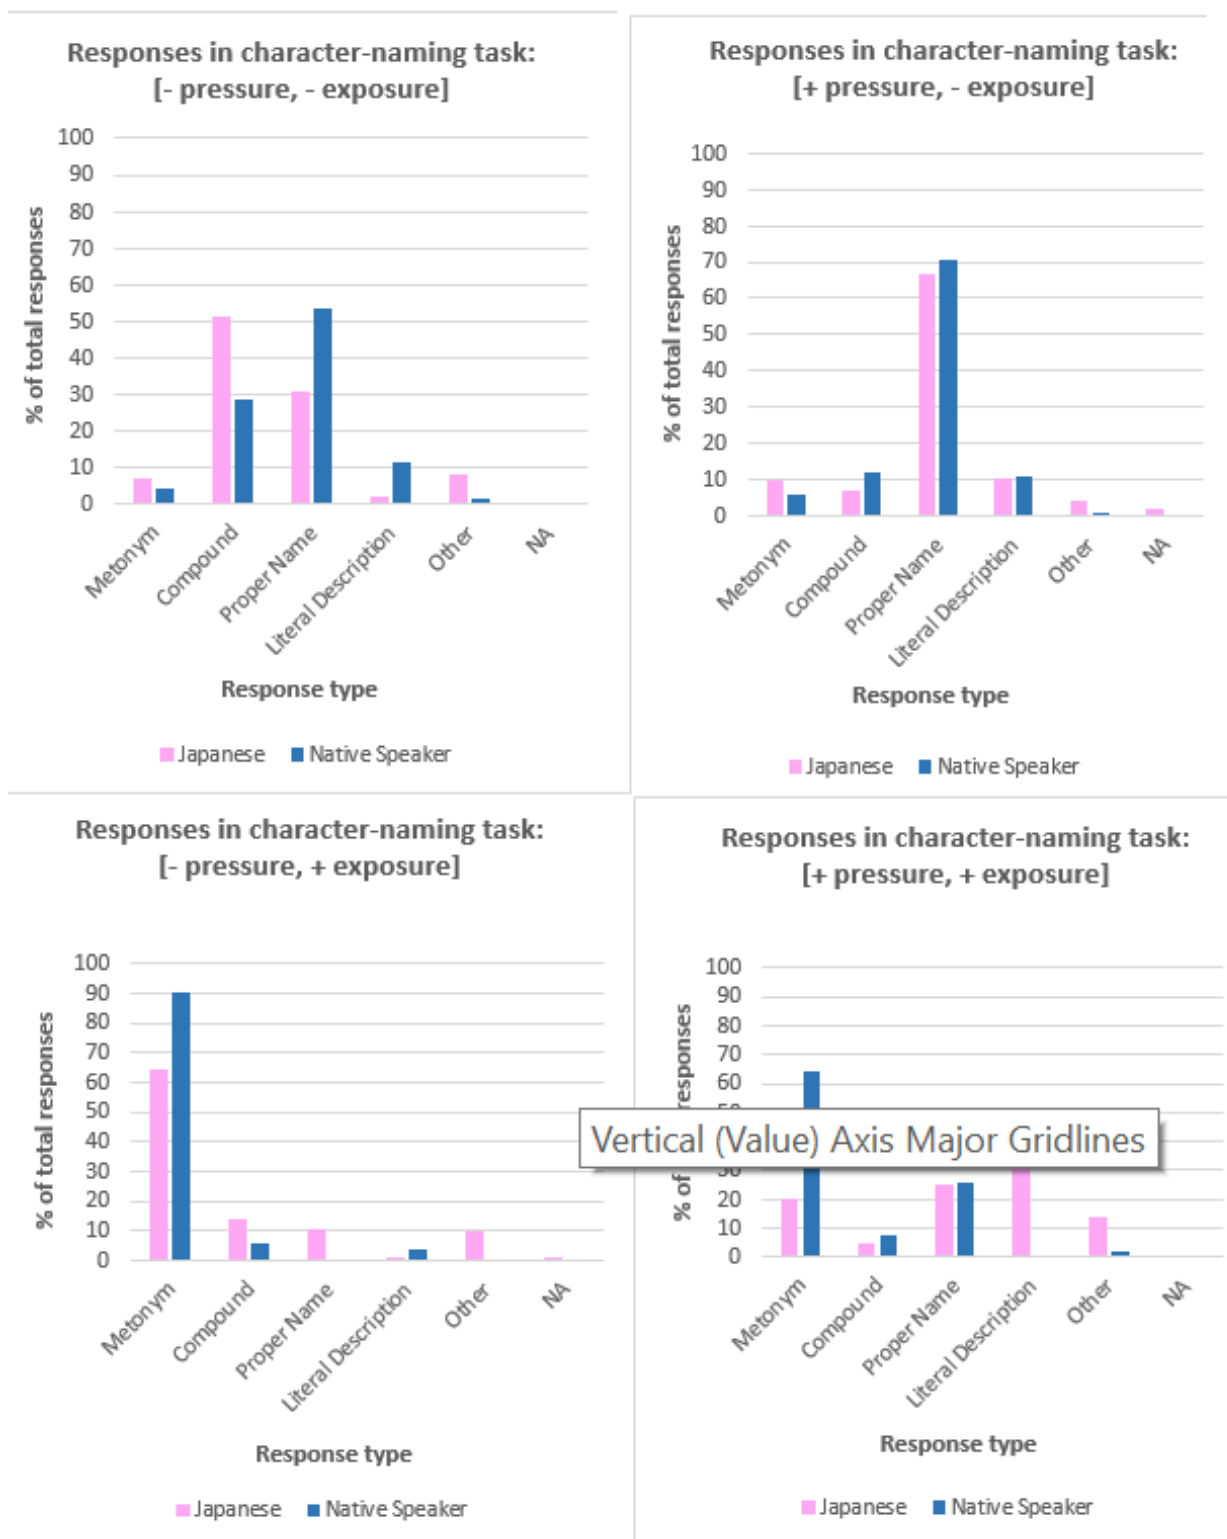 Responses in character-naming task:
[- pressure, - exposure]
100
90
80
70
60
50
40
30
20
10
0
% of total responses
Metonym
Compound
Proper Name
Literal Description
Other
NA
Response type
Japanese
Native Speaker
Responses in character-naming task:
[+ pressure, - exposure]
100
90
80
70
60
50
40
30
20
10
0
% of total responses
Metonym
Compound
Proper Name
Literal Description
Other
NA
Response type
Japanese
Native Speaker
Responses in character-naming task:
[- pressure, + exposure]
100
90
80
70
60
50
40
30
20
10
0
% of total responses
Metonym
Compound
Proper Name
Literal Description
Other
NA
Response type
Japanese
Native Speaker
Responses in character-naming task:
[+ pressure, + exposure]
100
90
80
70
60
20
10
0
% of responses
Vertical (Value) Axis Major Gridlines
Metonym
Compound
Proper Name
Literal Description
Other
NA
Response type
Japanese
Native Speaker